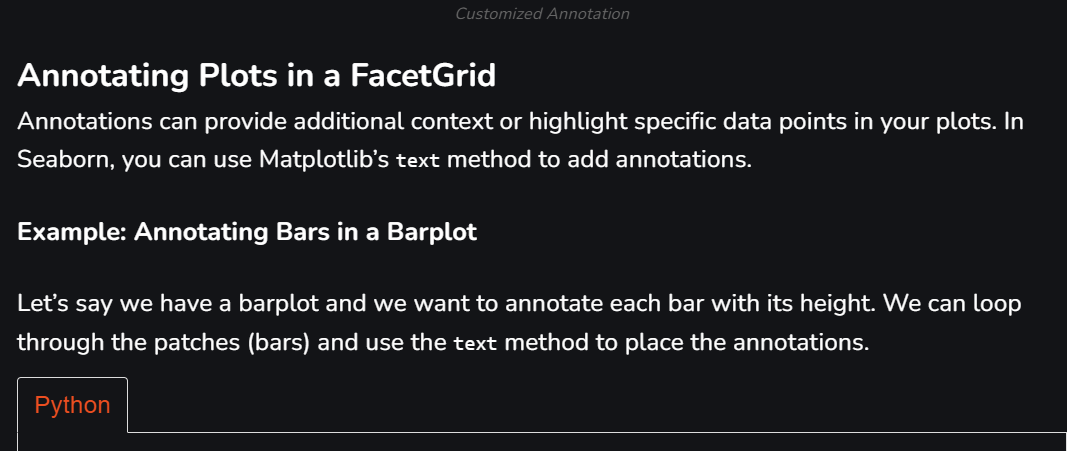 Customized Annotation
Annotating Plots in a FacetGrid
Annotations can provide additional context or highlight specific data points in your plots. In
Seaborn, you can use Matplotlib’s text method to add annotations.
Example: Annotating Bars in a Barplot
Let’s say we have a barplot and we want to annotate each bar with its height. We can loop
through the patches (bars) and use the text method to place the annotations.
Python